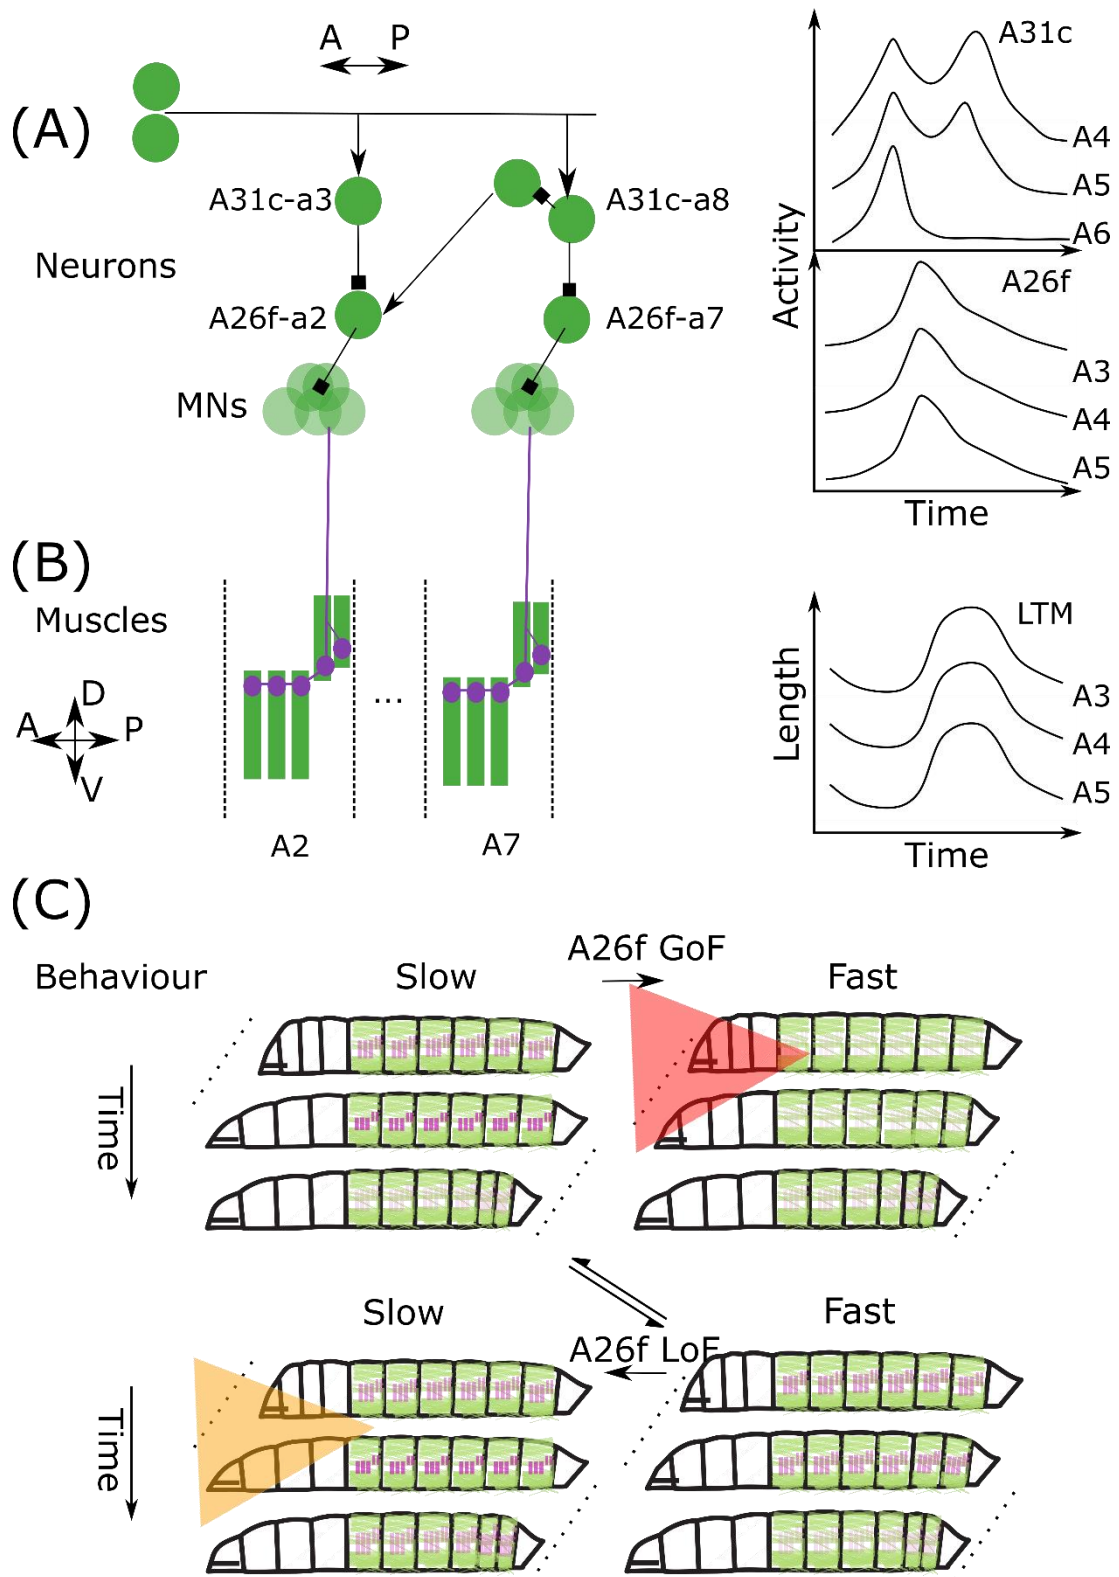 A P
(A)
A31c-a3 A31c-a8
Neurons
A26f-a2 A26f-a7
MNs
A31c
A4
A5
A6
Activity
A26f
A3
A4
A5
Time
(B)
Muscles
D
A P
V
...
A2 A7
LTM
Length
A3
A4
A5
Time
(C)
Behaviour
Slow
A26f GoF
Fast
Time
Slow
A26f LoF
Fast
Time